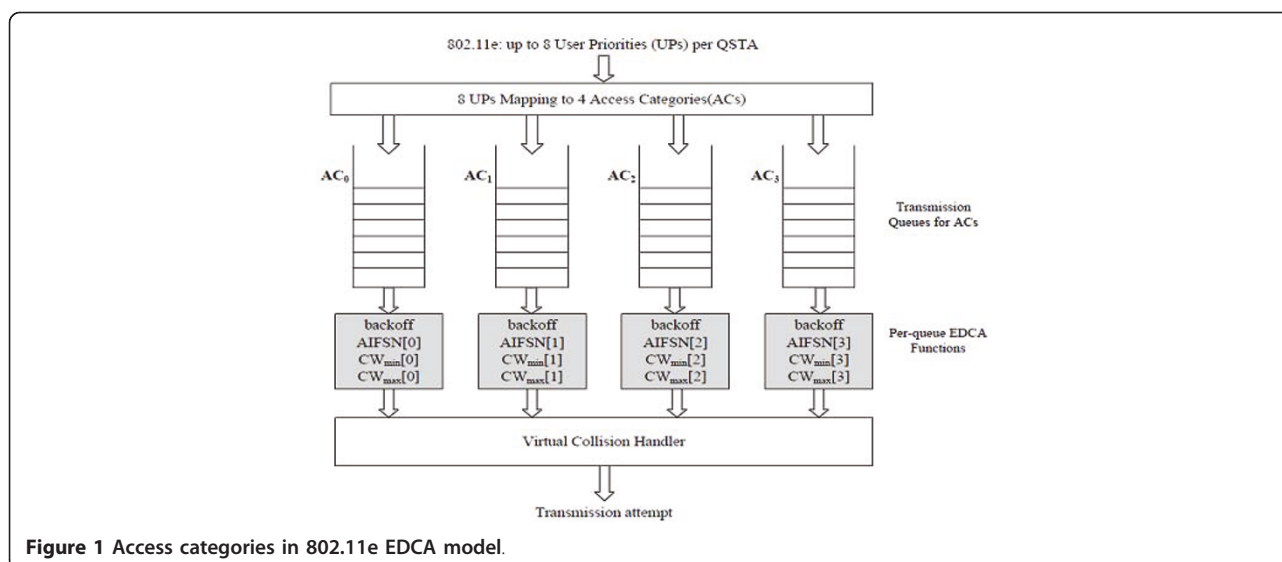 802.11e: up to 8 User Priorities (UPs) per QSTA
8 UPs Mapping to 4 Access Categories(ACs)
AC0
AC1
AC2
AC3
Transmission
Queues for ACs
backoff
AIFSN[0]
CWmin[0]
CWmax[0]
backoff
AIFSN[1]
CWmin[1]
CWmax[1]
backoff
AIFSN[2]
CWmin[2]
CWmax[2]
backoff
AIFSN[3]
CWmin[3]
CWmax[3]
Per-queue EDCA
Functions
Virtual Collision Handler
Transmission attempt
Figure 1 Access categories in 802.11e EDCA model.